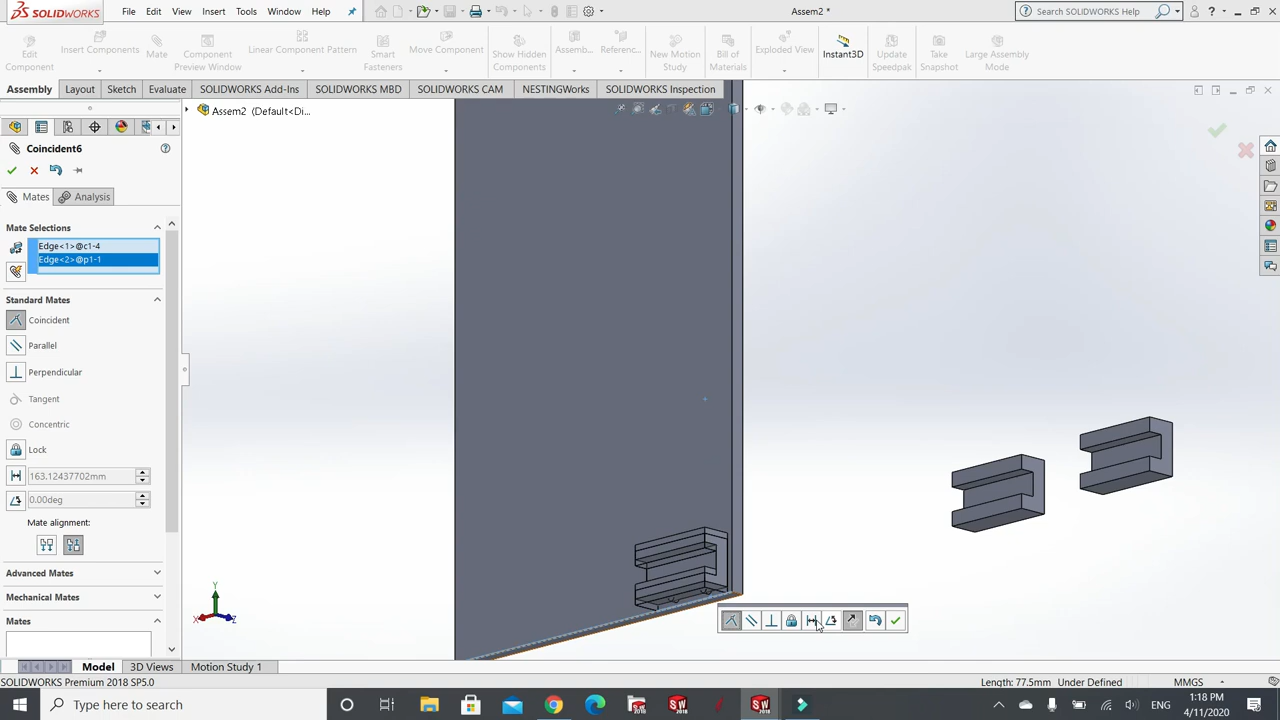 SOLIDWORKS
File Edit View Insert Tools Window Help
Assem2 *
Search SOLIDWORKS Help
Edit Component
Insert Components
Mate
Component Preview Window
Linear Component Pattern
Smart Fasteners
Move Component
Show Hidden Components
Assemb...
Referenc...
New Motion Study
Bill of Materials
Exploded View
Instant3D
Update Speedpak
Take Snapshot
Large Assembly Mode
Assembly Layout Sketch Evaluate SOLIDWORKS Add-Ins SOLIDWORKS MBD SOLIDWORKS CAM NESTINGWorks SOLIDWORKS Inspection
Assem2 (Default<Di...
Coincident6
Mates Analysis
Mate Selections
Edge<1>@c1-4
Edge<2>@p1-1
Standard Mates
Coincident
Parallel
Perpendicular
Tangent
Concentric
Lock
163.12437702mm
0.00deg
Mate alignment:
Advanced Mates
Mechanical Mates
Mates
Y
X
Z
Model 3D Views Motion Study 1
SOLIDWORKS Premium 2018 SP5.0
Length: 77.5mm Under Defined
MMGS
Type here to search
ENG
1:18 PM
4/11/2020